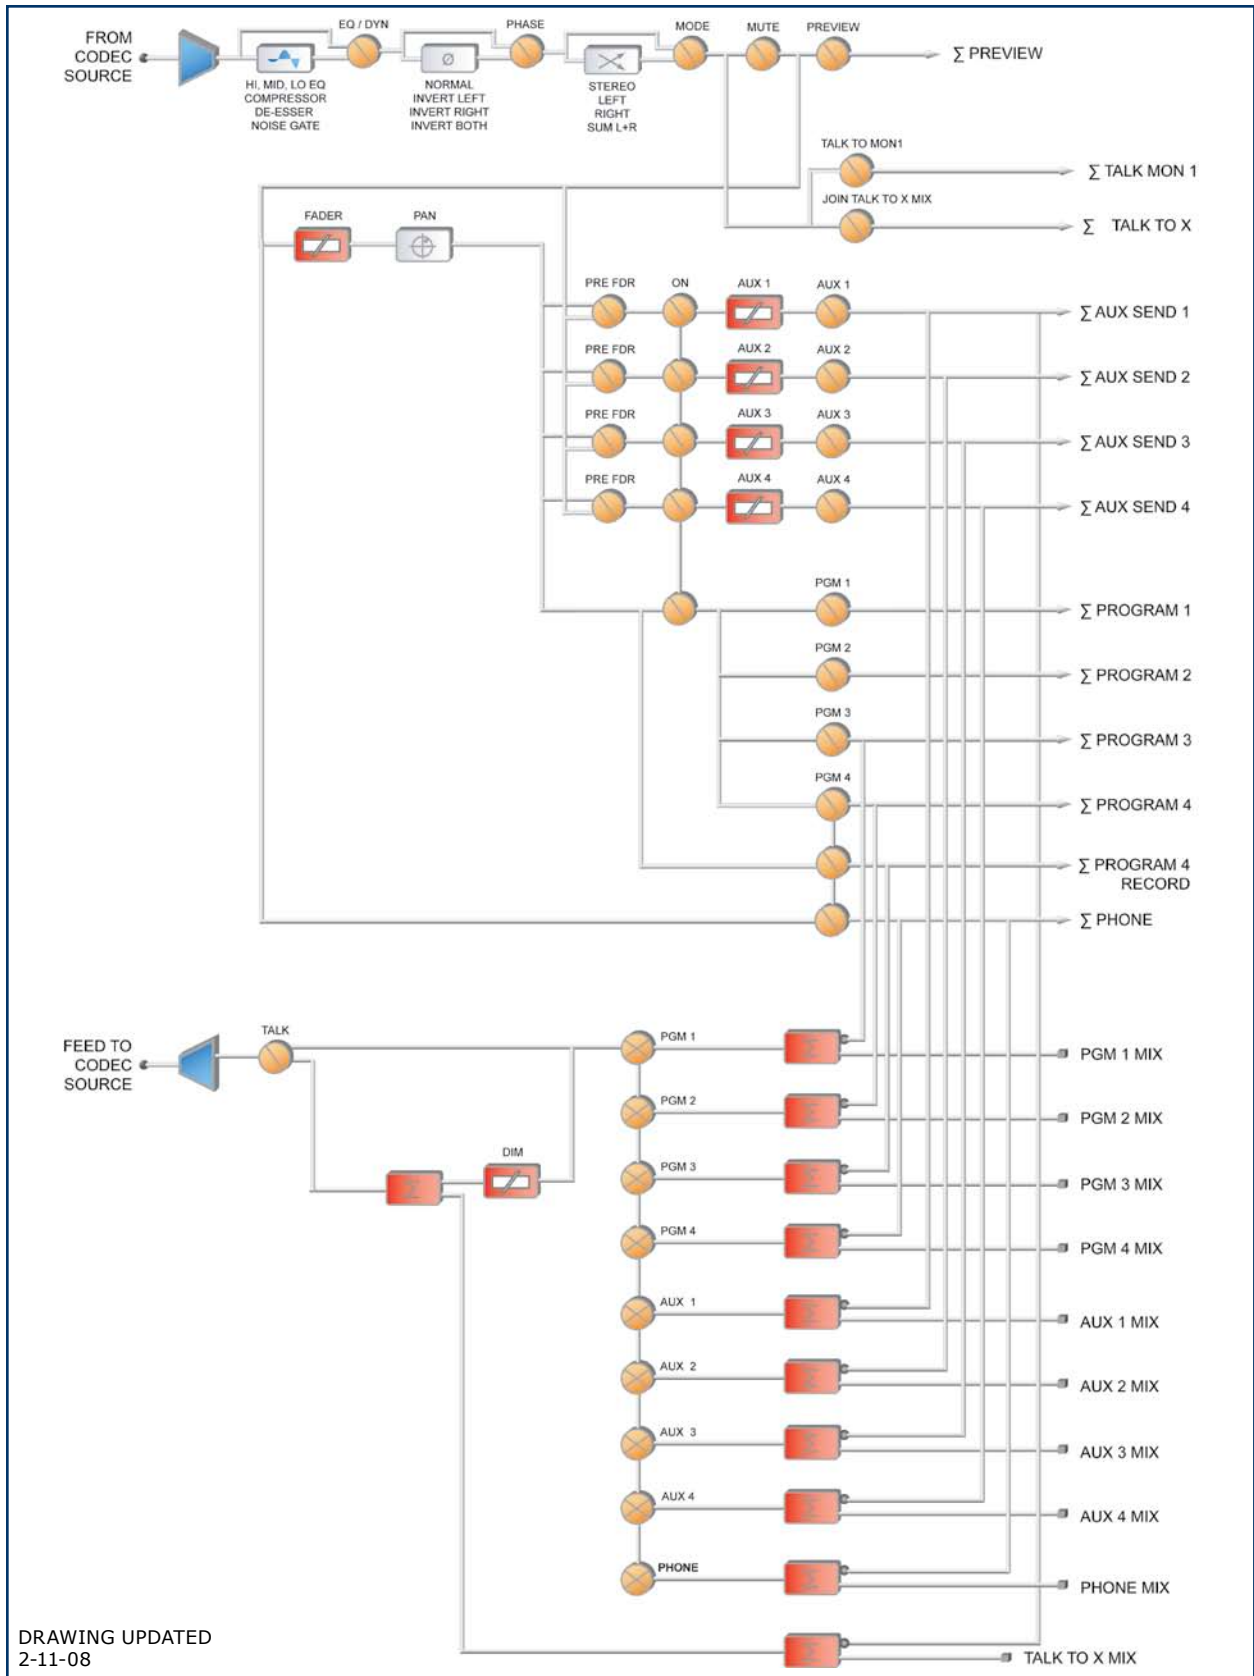 FROM
CODEC
SOURCE
EQ / DYN
PHASE
MODE
MUTE
PREVIEW
∑ PREVIEW
HI, MID, LO EQ
COMPRESSOR
DE-ESSER
NOISE GATE
Ø
NORMAL
INVERT LEFT
INVERT RIGHT
INVERT BOTH
STEREO
LEFT
RIGHT
SUM L+R
TALK TO MON1
∑ TALK MON 1
JOIN TALK TO X MIX
∑ TALK TO X
FADER
PAN
PRE FDR
ON
AUX 1
AUX 1
∑ AUX SEND 1
PRE FDR
AUX 2
AUX 2
∑ AUX SEND 2
PRE FDR
AUX 3
AUX 3
∑ AUX SEND 3
PRE FDR
AUX 4
AUX 4
∑ AUX SEND 4
PGM 1
∑ PROGRAM 1
PGM 2
∑ PROGRAM 2
PGM 3
∑ PROGRAM 3
PGM 4
∑ PROGRAM 4
∑ PROGRAM 4
RECORD
∑ PHONE
FEED TO
CODEC
SOURCE
TALK
PGM 1
∑
PGM 1 MIX
PGM 2
∑
PGM 2 MIX
DIM
∑
PGM 3
∑
PGM 3 MIX
PGM 4
∑
PGM 4 MIX
AUX 1
∑
AUX 1 MIX
AUX 2
∑
AUX 2 MIX
AUX 3
∑
AUX 3 MIX
AUX 4
∑
AUX 4 MIX
PHONE
∑
PHONE MIX
∑
TALK TO X MIX
DRAWING UPDATED
2-11-08